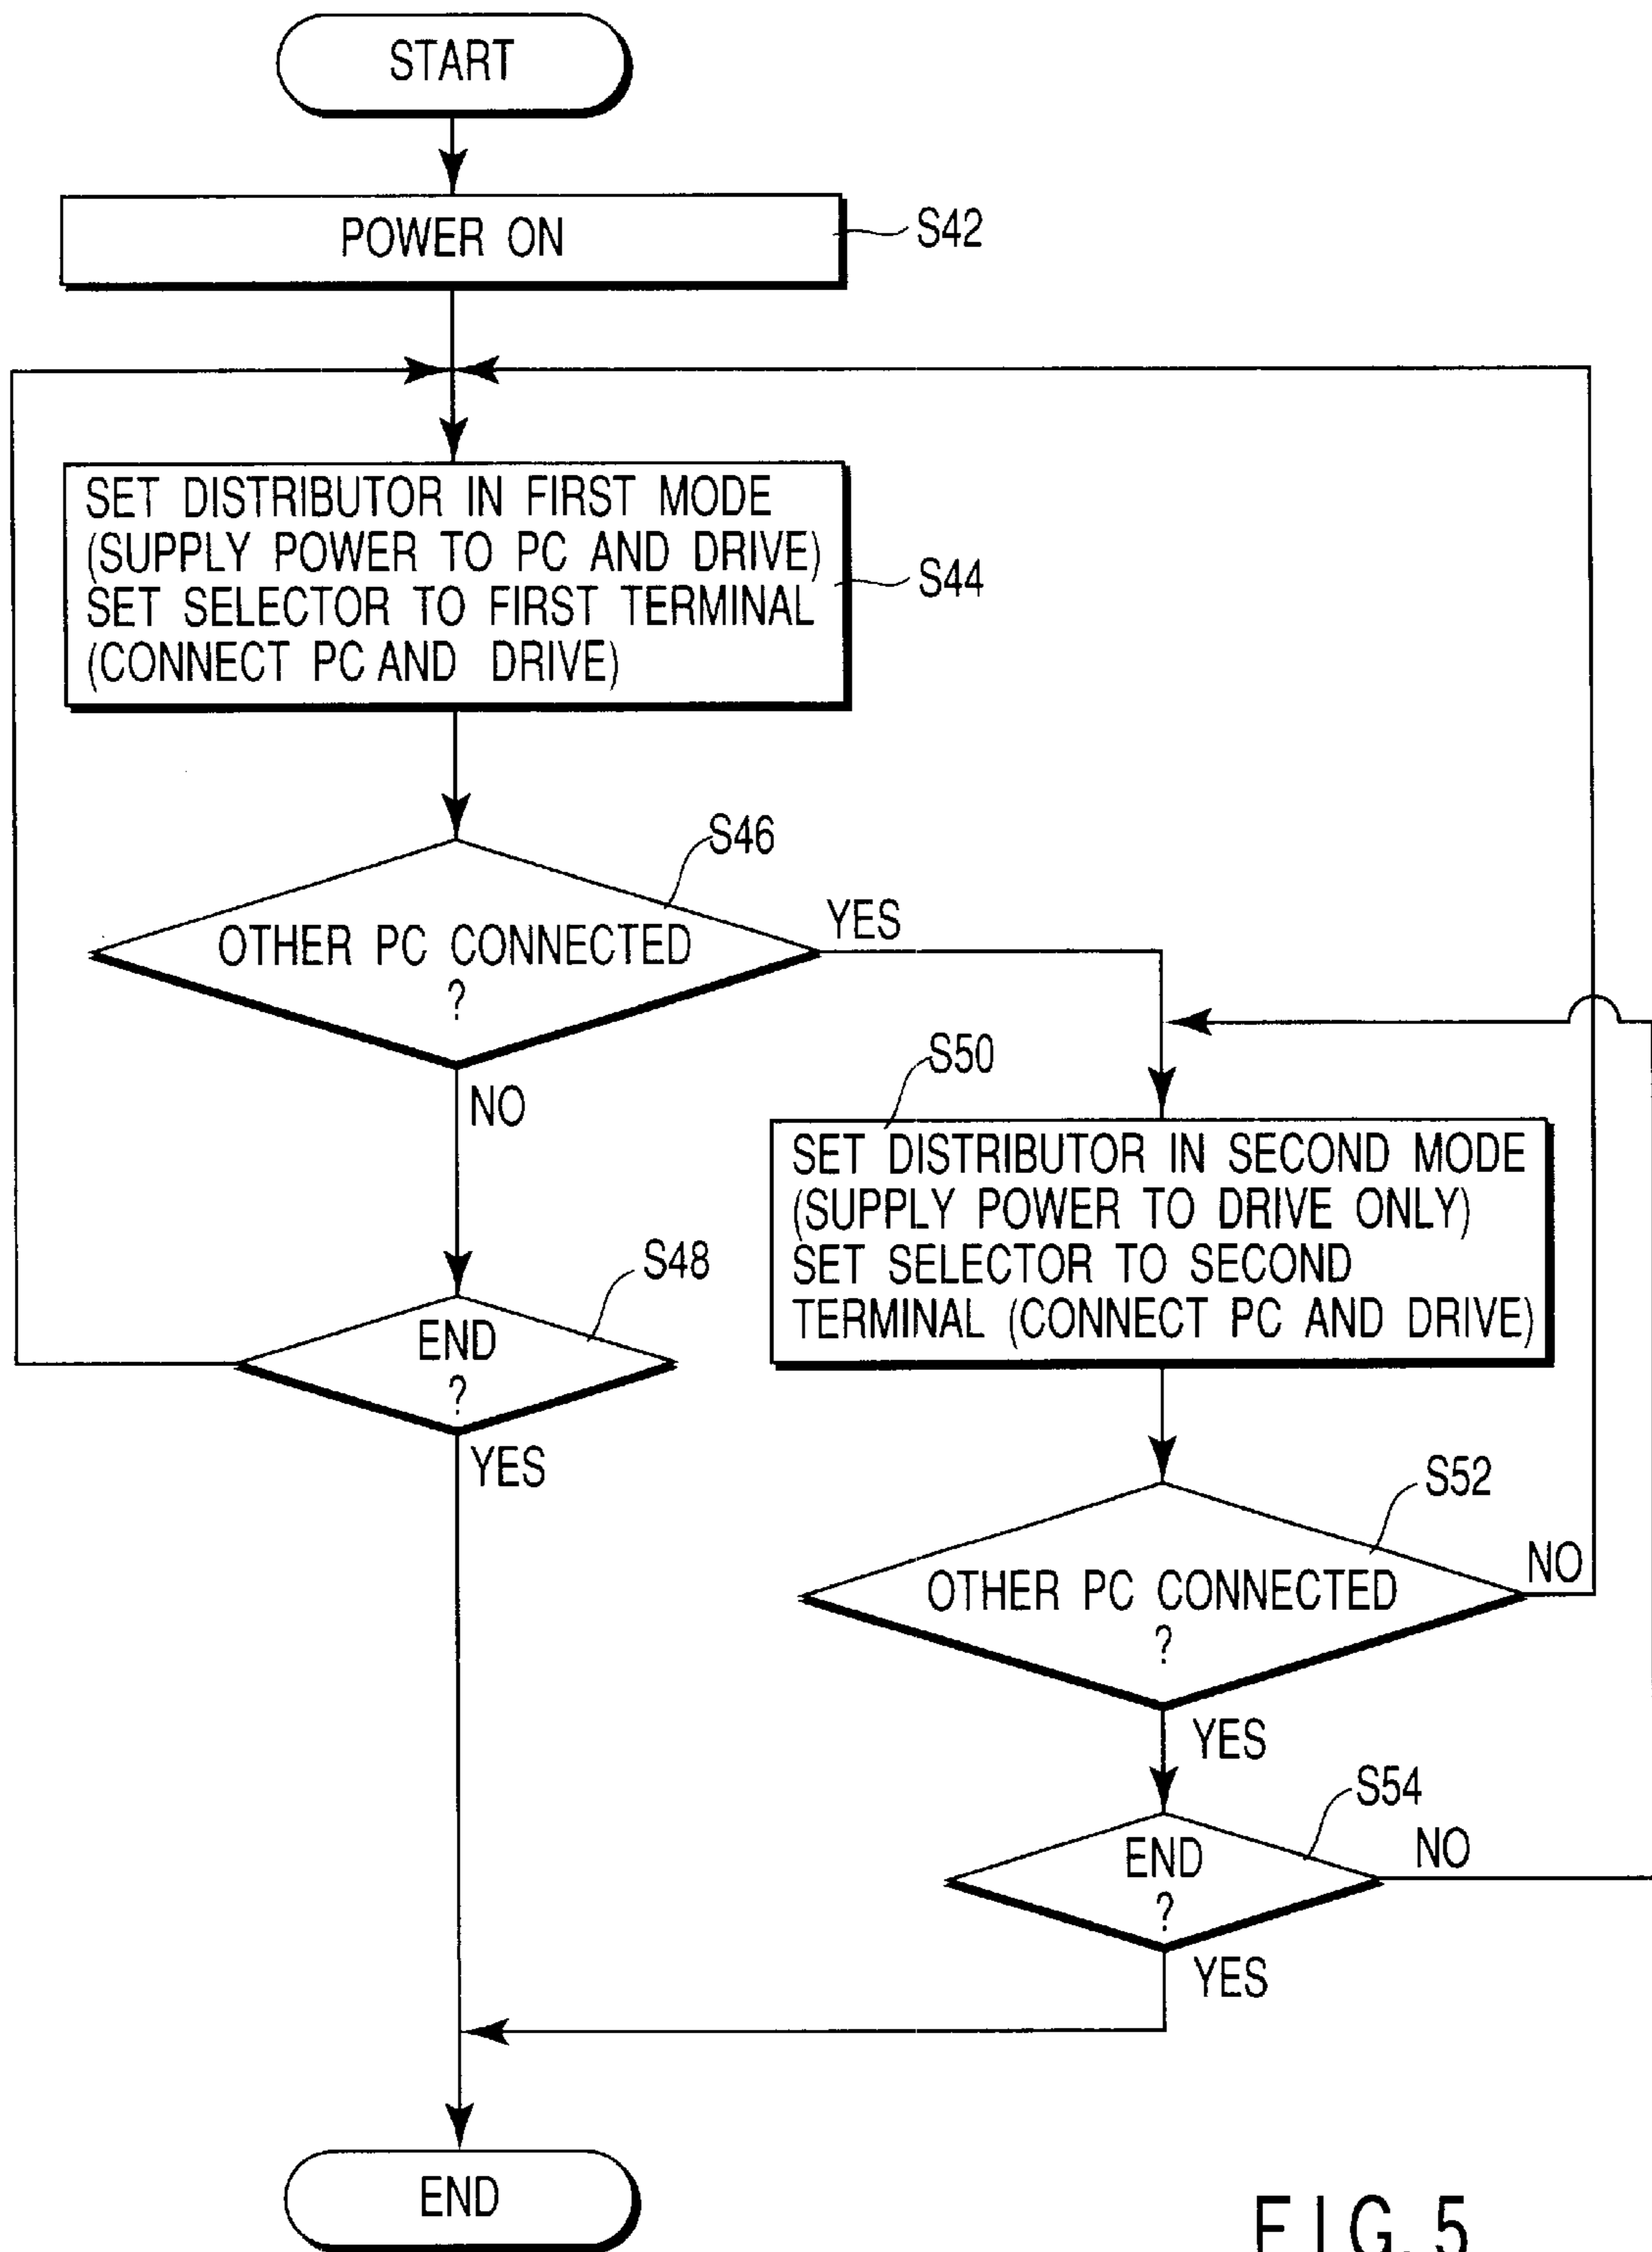 START
POWER ON
S42
SET DISTRIBUTOR IN FIRST MODE
(SUPPLY POWER TO PC AND DRIVE)
SET SELECTOR TO FIRST TERMINAL
(CONNECT PC AND DRIVE)
S44
S46
OTHER PC CONNECTED
?
YES
NO
S50
SET DISTRIBUTOR IN SECOND MODE
(SUPPLY POWER TO DRIVE ONLY)
SET SELECTOR TO SECOND
TERMINAL (CONNECT PC AND DRIVE)
S48
END
?
YES
S52
OTHER PC CONNECTED
?
NO
YES
S54
END
?
NO
YES
END
FIG. 5